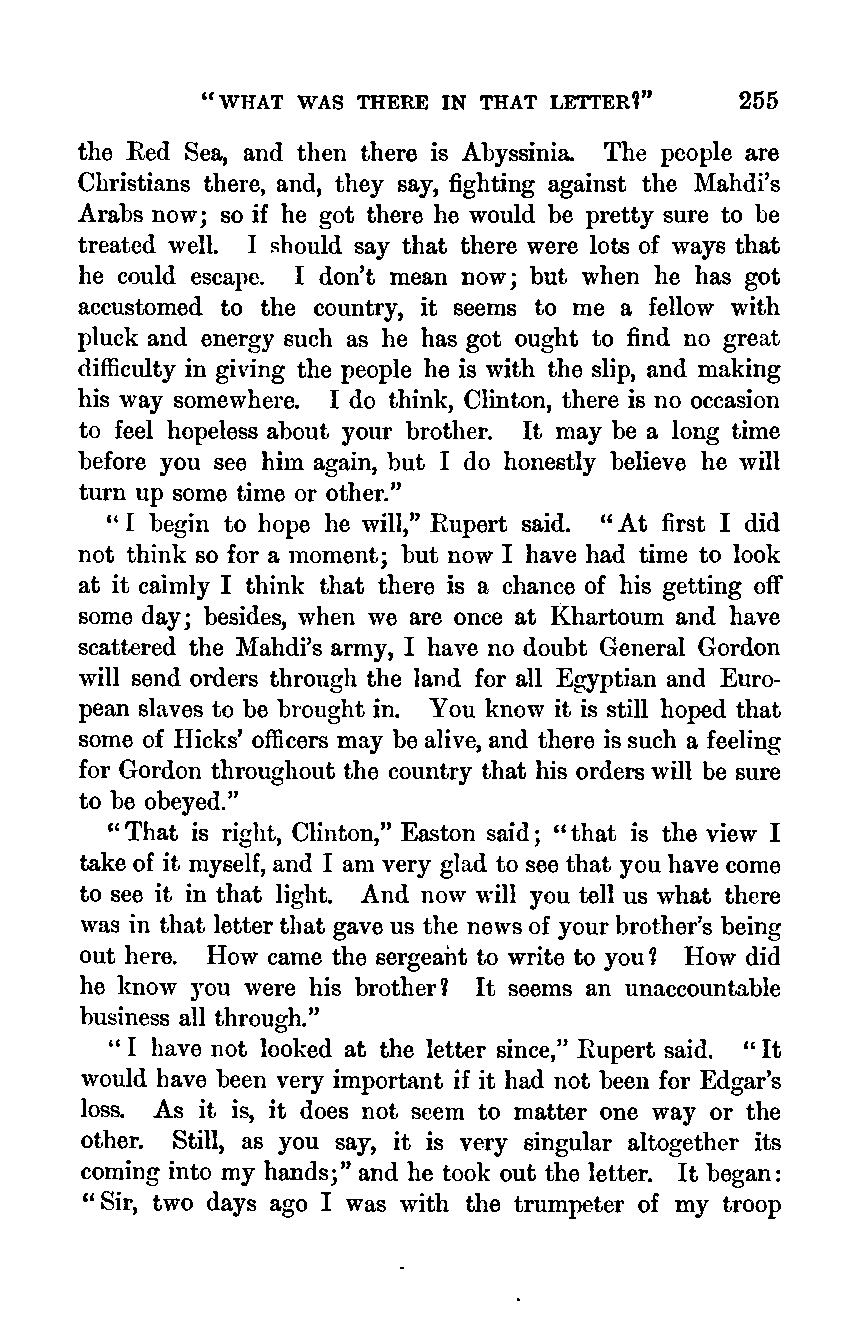 “WHAT WAS THERE IN THAT LETTER?” 255
the Red Sea, and then there is Abyssinia. The people are
Christians there, and, they say, fighting against the Mahdi’s
Arabs now; so if he got there he would be pretty sure to be
treated well. I should say that there were lots of ways that
he could escape. I don’t mean now; but when he has got
accustomed to the country, it seems to me a fellow with
pluck and energy such as he has got ought to find no great
difficulty in giving the people he is with the slip, and making
his way somewhere. I do think, Clinton, there is no occasion
to feel hopeless about your brother. It may be a long time
before you see him again, but I do honestly believe he will
turn up some time or other.”
“I begin to hope he will,” Rupert said. “At first I did
not think so for a moment; but now I have had time to look
at it calmly I think that there is a chance of his getting off
some day; besides, when we are once at Khartoum and have
scattered the Mahdi’s army, I have no doubt General Gordon
will send orders through the land for all Egyptian and Euro-
pean slaves to be brought in. You know it is still hoped that
some of Hicks’ officers may be alive, and there is such a feeling
for Gordon throughout the country that his orders will be sure
to be obeyed.”
“That is right, Clinton,” Easton said; “that is the view I
take of it myself, and I am very glad to see that you have come
to see it in that light. And now will you tell us what there
was in that letter that gave us the news of your brother’s being
out here. How came the sergeant to write to you? How did
he know you were his brother? It seems an unaccountable
business all through.”
“I have not looked at the letter since,” Rupert said. “It
would have been very important if it had not been for Edgar’s
loss. As it is, it does not seem to matter one way or the
other. Still, as you say, it is very singular altogether its
coming into my hands;” and he took out the letter. It began:
“Sir, two days ago I was with the trumpeter of my troop